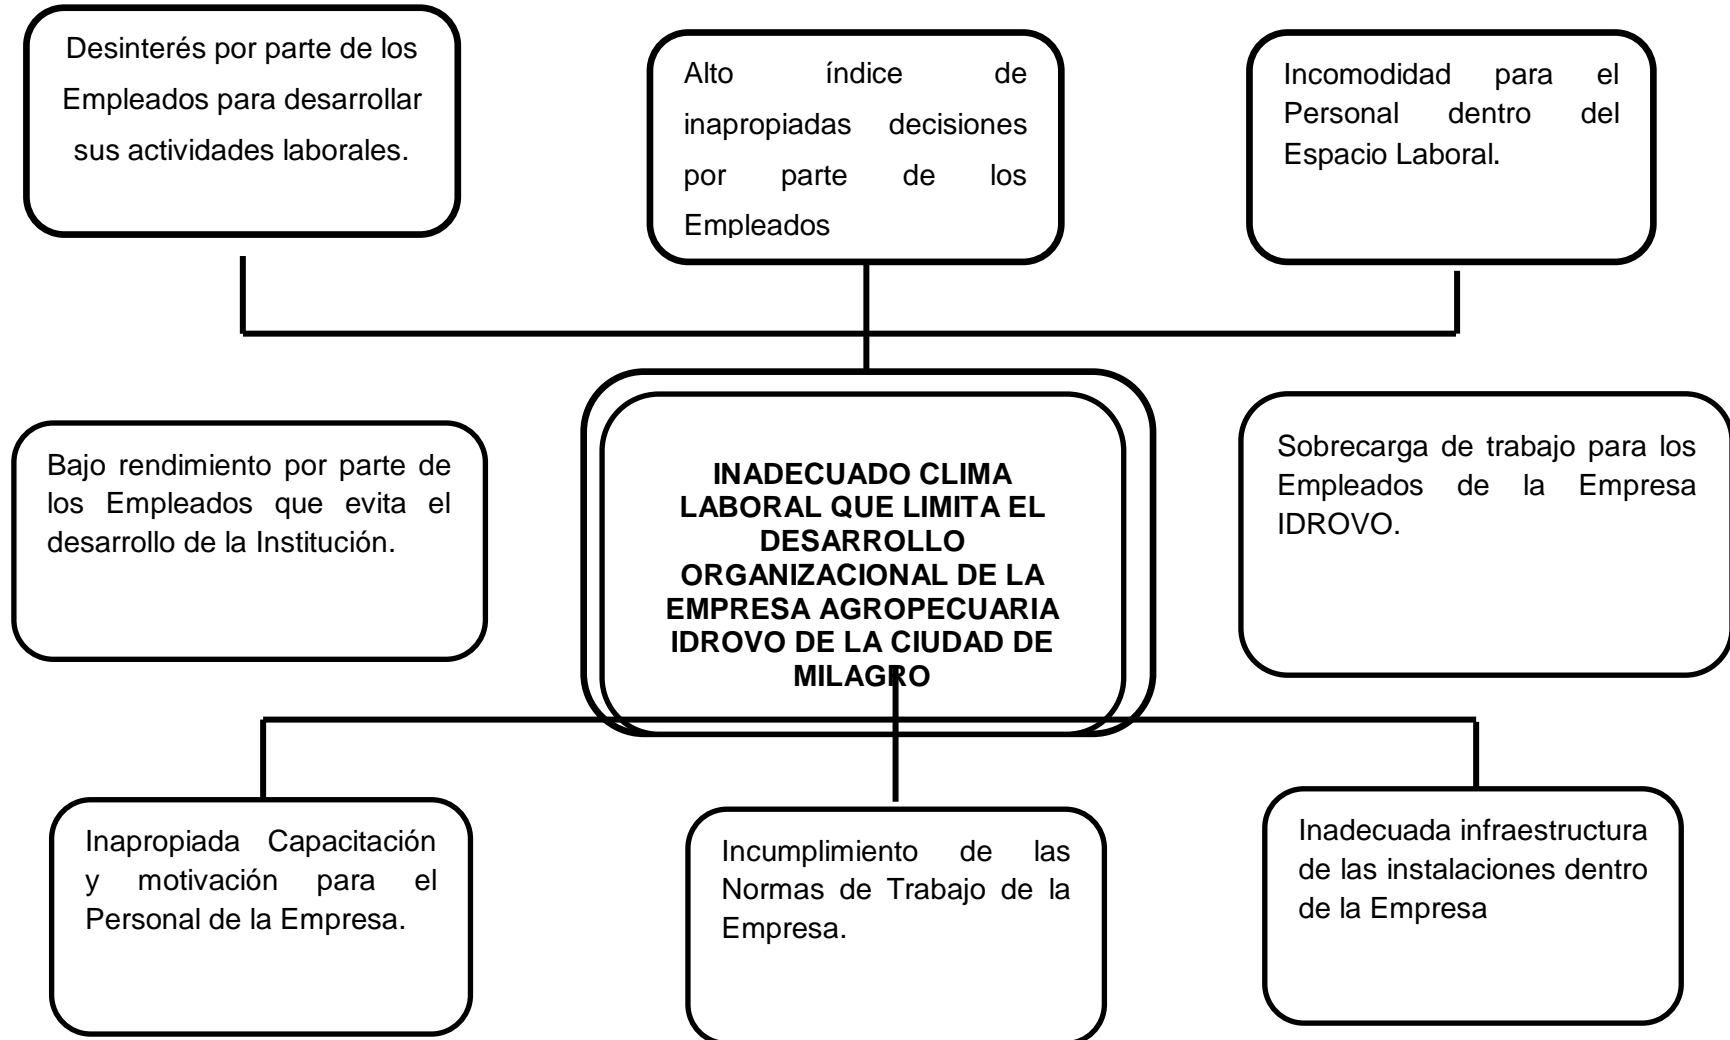 Desinterés por parte de los
Empleados para desarrollar
sus actividades laborales.
Alto índice de
inapropiadas decisiones
por parte de los
Empleados
Incomodidad para el
Personal dentro del
Espacio Laboral.
Bajo rendimiento por parte de
los Empleados que evita el
desarrollo de la Institución.
INADECUADO CLIMA
LABORAL QUE LIMITA EL
DESARROLLO
ORGANIZACIONAL DE LA
EMPRESA AGROPECUARIA
IDROVO DE LA CIUDAD DE
MILAGRO
Sobrecarga de trabajo para los
Empleados de la Empresa
IDROVO.
Inapropiada Capacitación
y motivación para el
Personal de la Empresa.
Incumplimiento de las
Normas de Trabajo de la
Empresa.
Inadecuada infraestructura
de las instalaciones dentro
de la Empresa